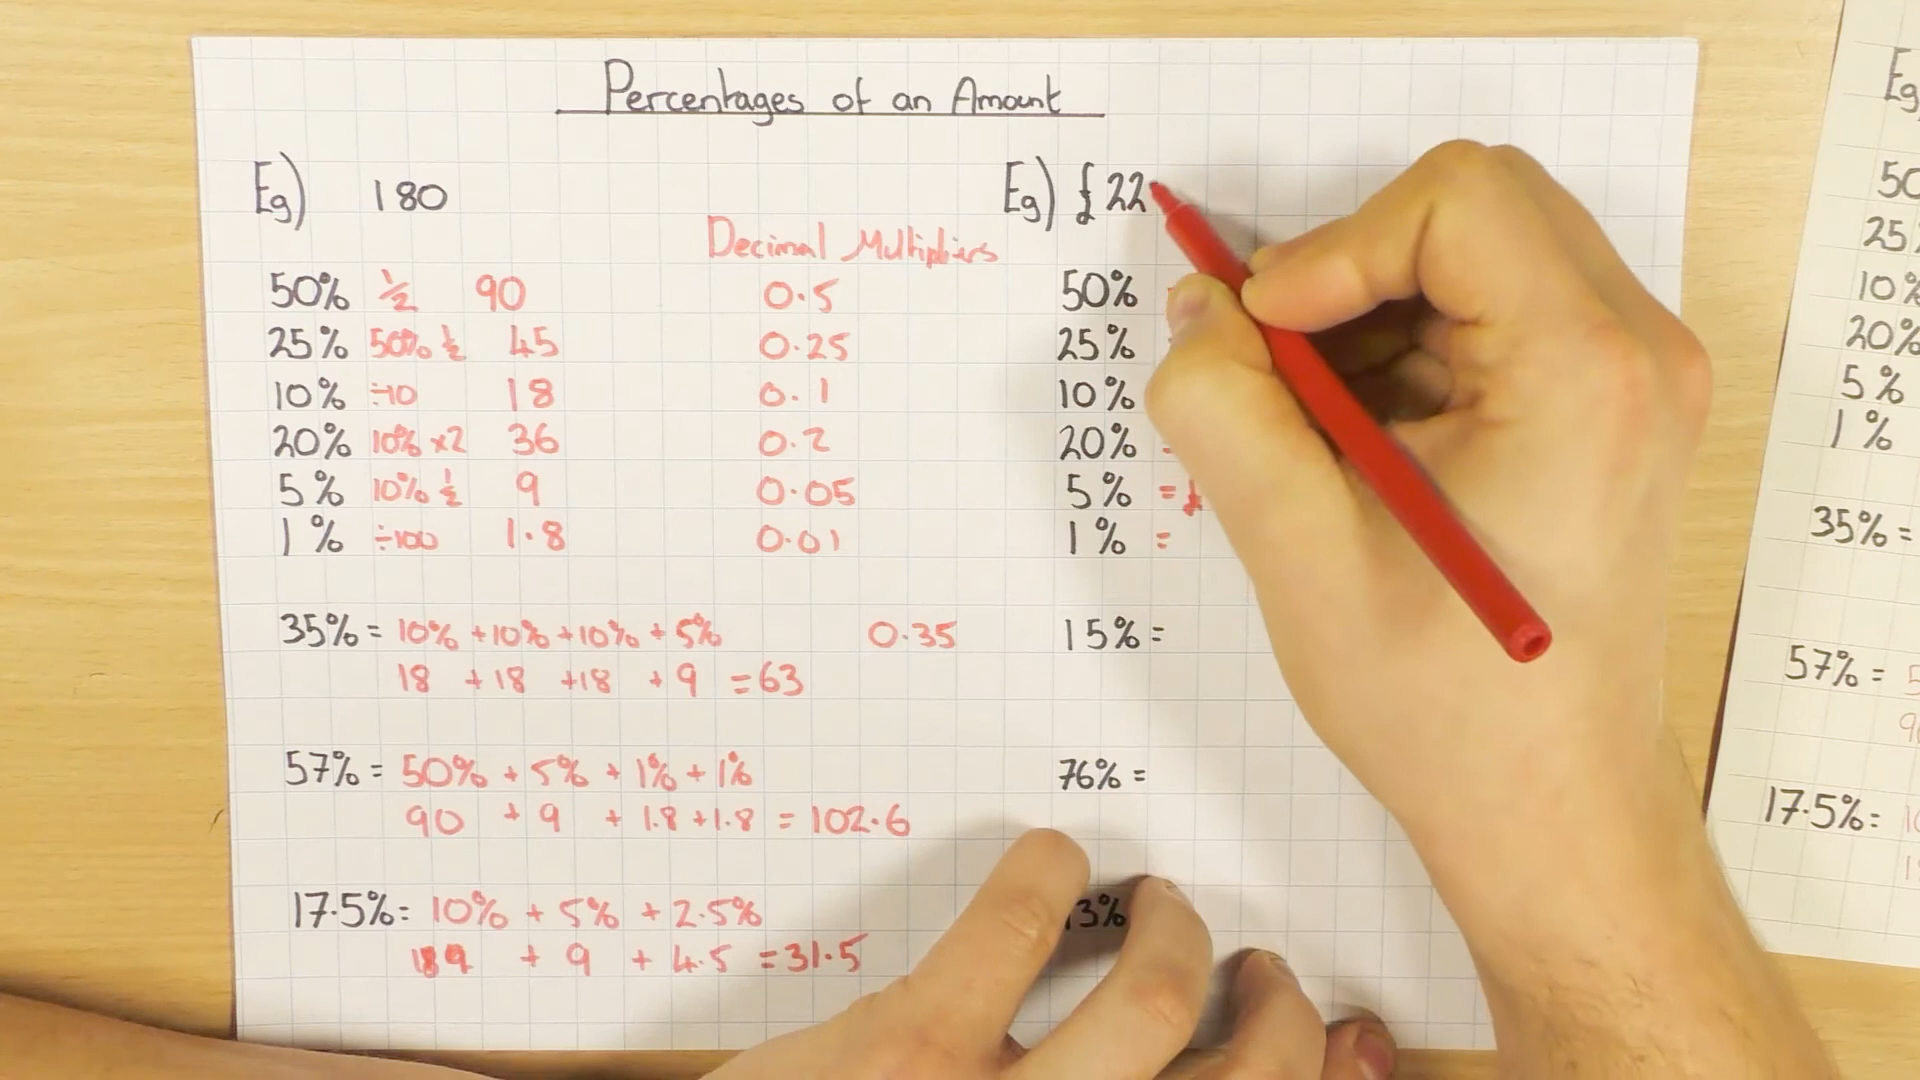 Percentages of an Amount
Eg) 180
Decimal Multipliers
50% ½ 90 0.5
25% 50% ½ 45 0.25
10% ÷10 18 0.1
20% 10% ×2 36 0.2
5% 10% ½ 9 0.05
1% ÷100 1.8 0.01
35% = 10% +10% +10% + 5% 0.35
18 +18 +18 + 9 = 63
57% = 50% + 5% + 1% + 1%
90 + 9 + 1.8 +1.8 = 102.6
17.5% = 10% + 5% + 2.5%
+ 9 + 4.5 = 31.5
Eg) £22
50%
25%
10%
20%
5% = £
1% =
15% =
76% =
3%
Eg
50
25
10%
20%
5%
1%
35% =
57% =
17.5% =